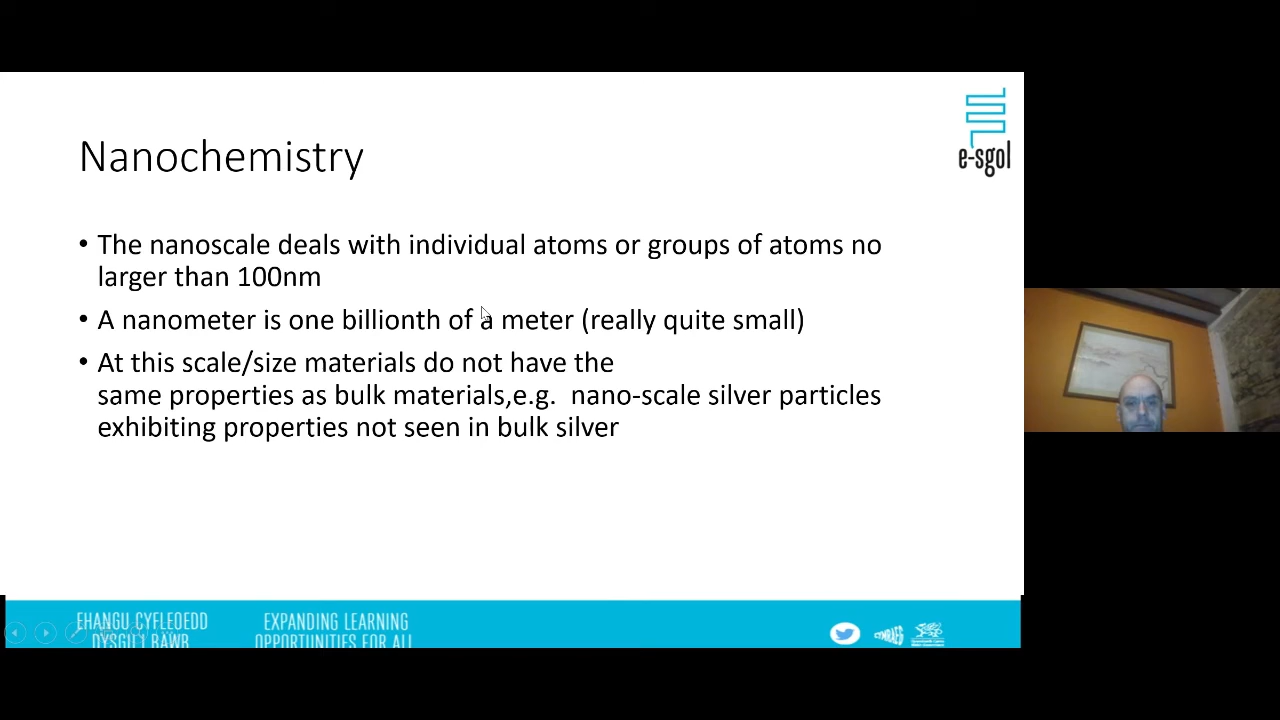 Nanochemistry
e-sgol
• The nanoscale deals with individual atoms or groups of atoms no
larger than 100nm
• A nanometer is one billionth of a meter (really quite small)
• At this scale/size materials do not have the
same properties as bulk materials,e.g.  nano-scale silver particles
exhibiting properties not seen in bulk silver
EHANGU CYFLEOEDD
DYSGU I BAWB
EXPANDING LEARNING
OPPORTUNITIES FOR ALL